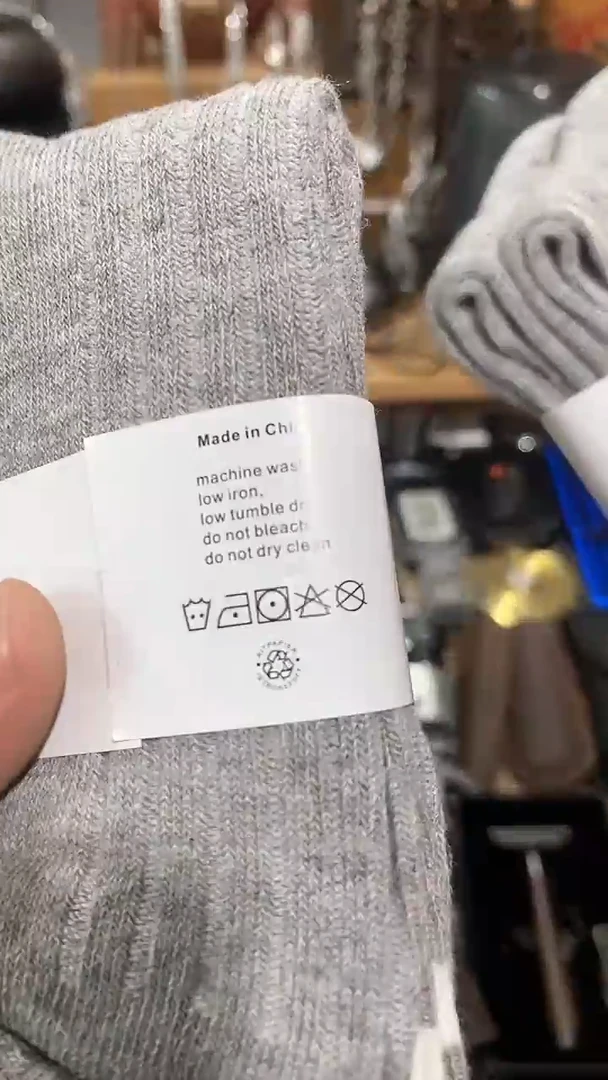 Made in Chi
machine was
low iron,
low tumble dr
do not bleach
do not dry clean